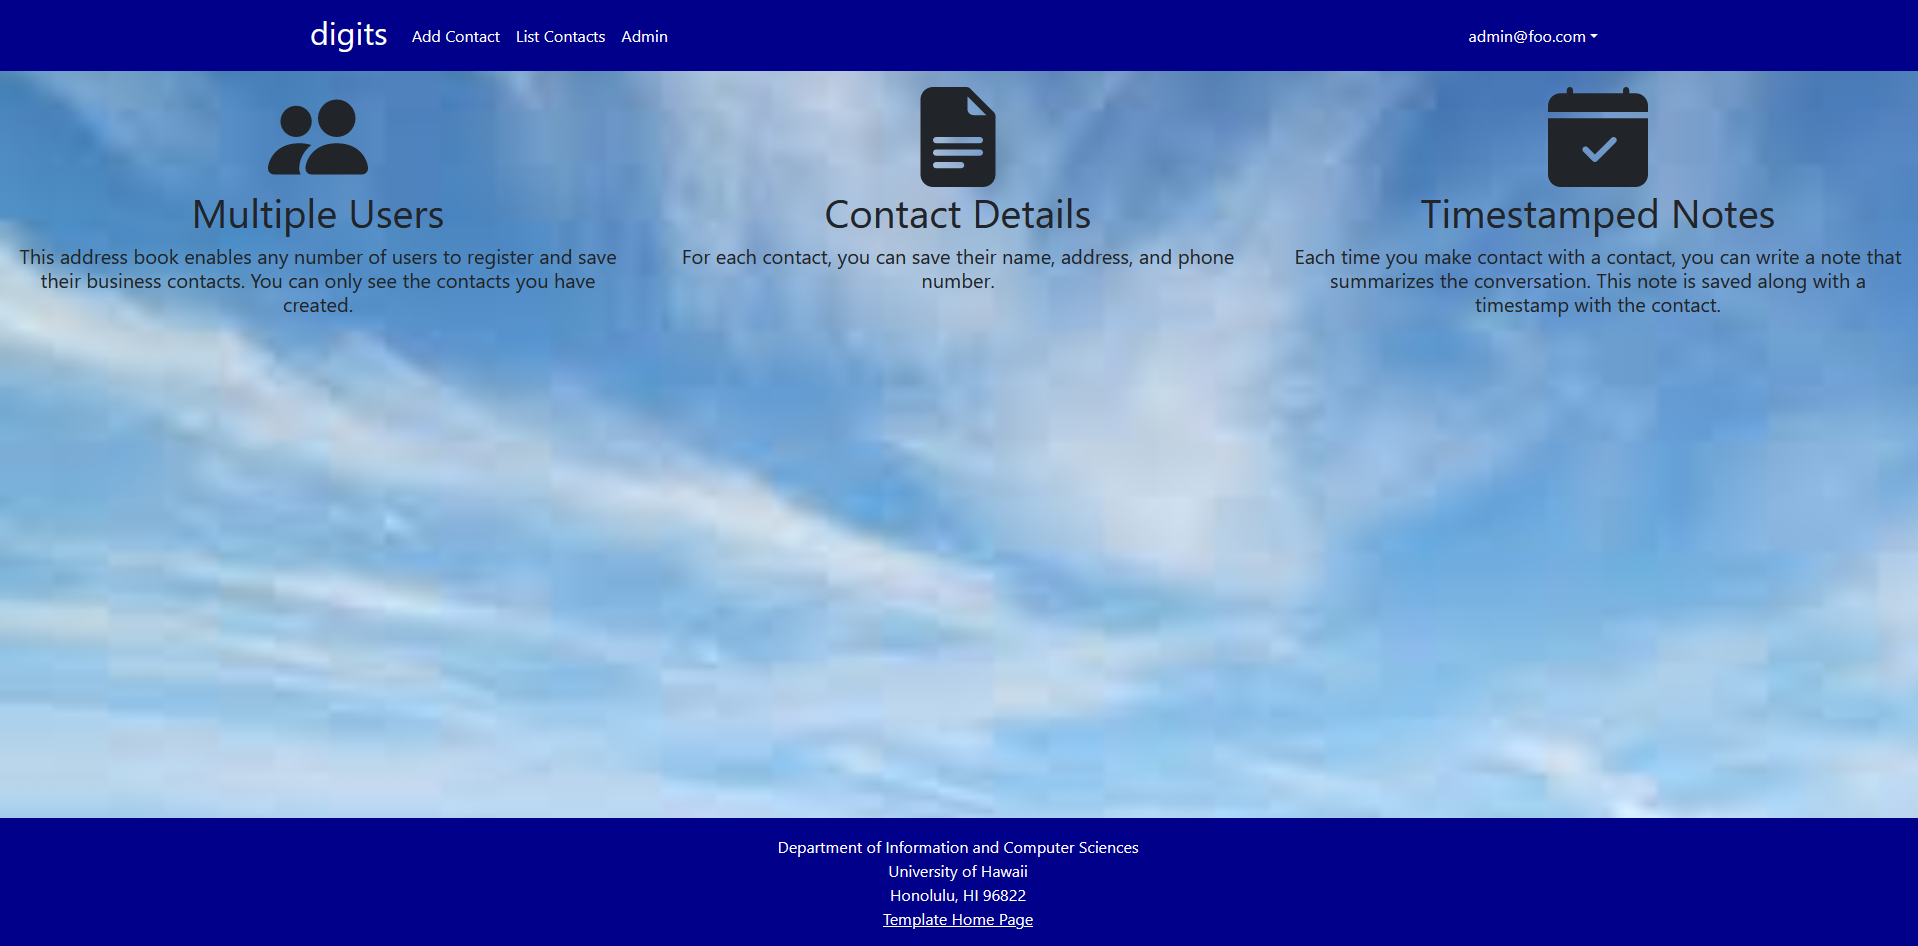 digits
Add Contact
List Contacts
Admin
admin@foo.com
Multiple Users
This address book enables any number of users to register and save
their business contacts. You can only see the contacts you have
created.
Contact Details
For each contact, you can save their name, address, and phone
number.
Timestamped Notes
Each time you make contact with a contact, you can write a note that
summarizes the conversation. This note is saved along with a
timestamp with the contact.
Department of Information and Computer Sciences
University of Hawaii
Honolulu, HI 96822
Template Home Page